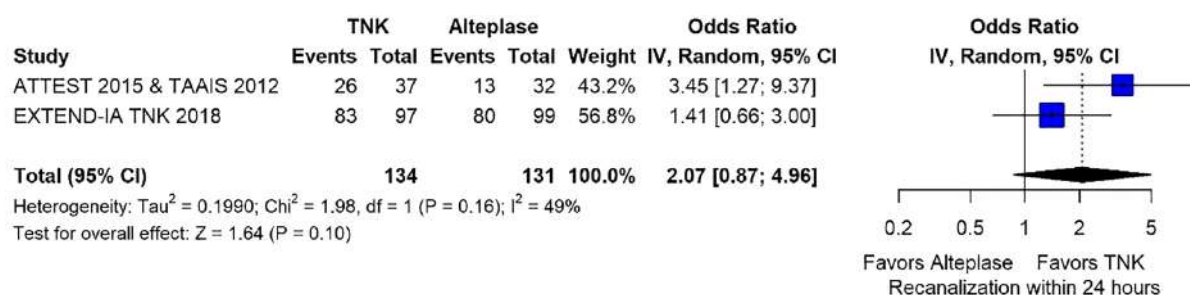 TNK Alteplase Odds Ratio Odds Ratio
Study Events Total Events Total Weight IV, Random, 95% CI IV, Random, 95% CI
ATTEST 2015 & TAAIS 2012 26 37 13 32 43.2% 3.45 [1.27; 9.37]
EXTEND-IA TNK 2018 83 97 80 99 56.8% 1.41 [0.66; 3.00]
Total (95% CI) 134 131 100.0% 2.07 [0.87; 4.96]
Heterogeneity: Tau² = 0.1990; Chi² = 1.98, df = 1 (P = 0.16); I² = 49%
Test for overall effect: Z = 1.64 (P = 0.10)
0.2 0.5 1 2 5
Favors Alteplase Favors TNK
Recanalization within 24 hours